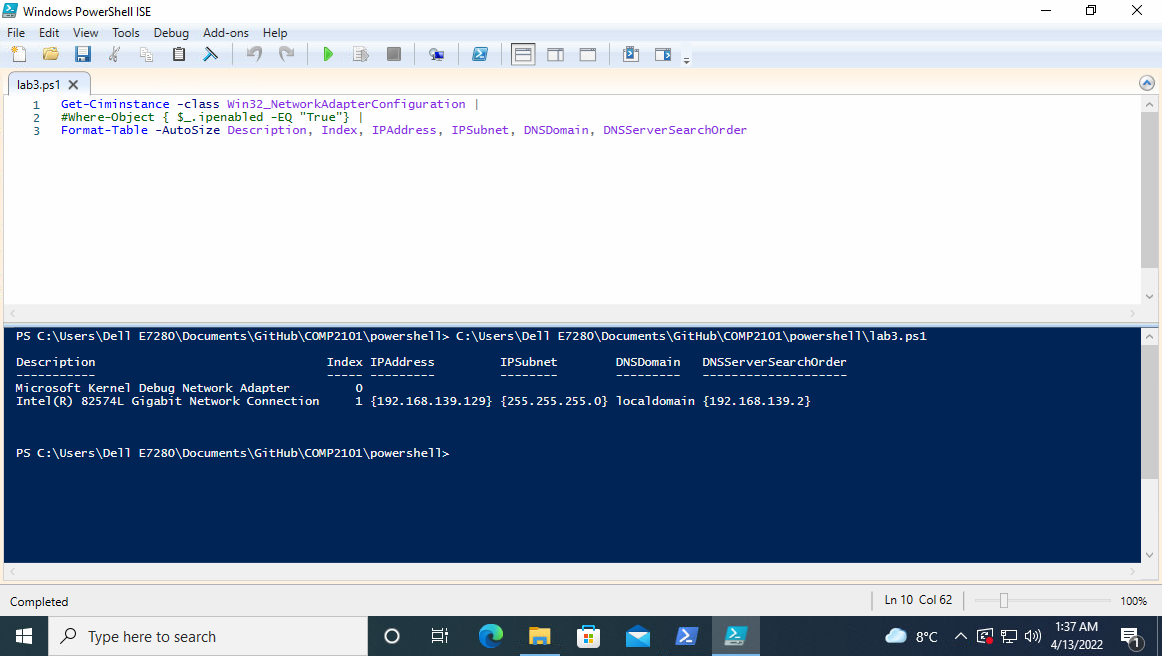 Windows PowerShell ISE
File Edit View Tools Debug Add-ons Help
lab3.ps1
1 Get-Ciminstance -class Win32_NetworkAdapterConfiguration |
2 #Where-Object { $_.ipenabled -EQ "True"} |
3 Format-Table -AutoSize Description, Index, IPAddress, IPSubnet, DNSDomain, DNSServerSearchOrder
PS C:\Users\Dell E7280\Documents\GitHub\COMP2101\powershell> C:\Users\Dell E7280\Documents\GitHub\COMP2101\powershell\lab3.ps1
Description Index IPAddress IPSubnet DNSDomain DNSServerSearchOrder
----------- ----- --------- -------- --------- --------------------
Microsoft Kernel Debug Network Adapter 0
Intel(R) 82574L Gigabit Network Connection 1 {192.168.139.129} {255.255.255.0} localdomain {192.168.139.2}
PS C:\Users\Dell E7280\Documents\GitHub\COMP2101\powershell>
Completed Ln 10 Col 62 100%
Type here to search 8°C 1:37 AM
4/13/2022 1